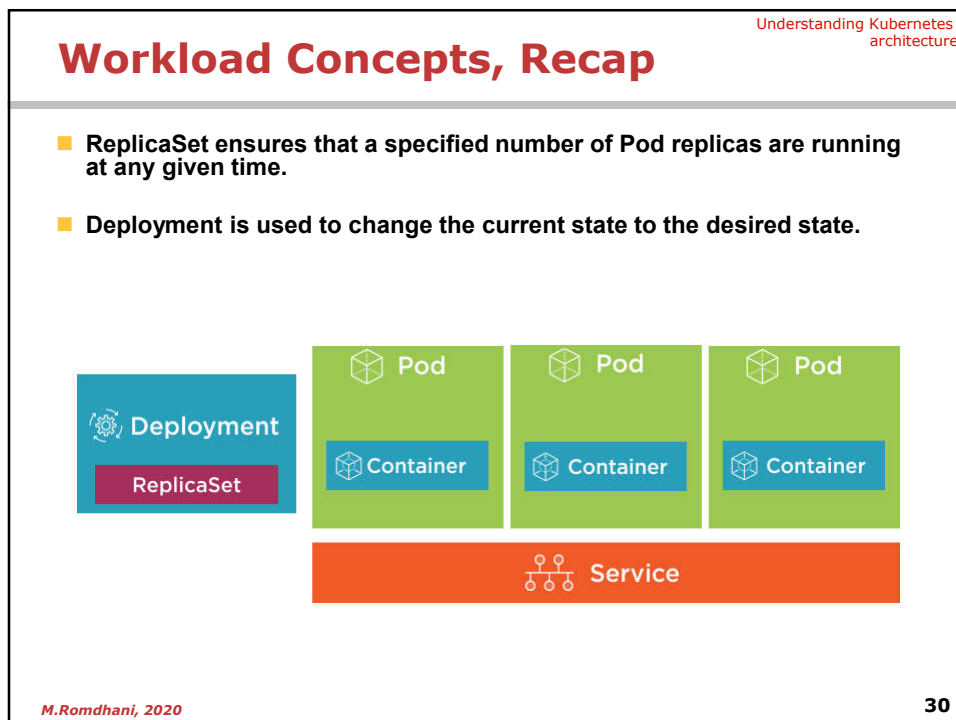 Understanding Kubernetes
architecture
Workload Concepts, Recap
ReplicaSet ensures that a specified number of Pod replicas are running
at any given time.
Deployment is used to change the current state to the desired state.
Pod
Pod
Pod
Deployment
Container
Container
Container
ReplicaSet
Service
M.Romdhani, 2020
30